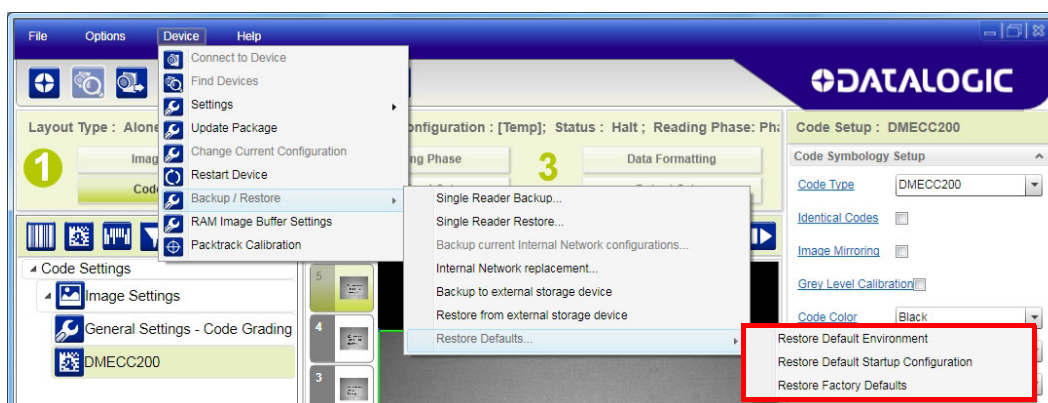 File Options Device Help
Connect to Device
Find Devices
DATALOGIC
Settings
Layout Type : Alone
Update Package
onfiguration : [Temp]; Status : Halt ; Reading Phase: Pha
Code Setup : DMECC200
1
Imag
Change Current Configuration
ng Phase
3
Data Formatting
Code Symbology Setup
Restart Device
Cod
Code Type DMECC200
Backup / Restore
Single Reader Backup...
RAM Image Buffer Settings
Single Reader Restore...
Identical Codes
Packtrack Calibration
Backup current Internal Network configurations...
Image Mirroring
Code Settings
Internal Network replacement...
5
Image Settings
Backup to external storage device
Grey Level Calibration
General Settings - Code Grading
4
Restore from external storage device
Code Color Black
DMECC200
Restore Defaults...
Restore Default Environment
Restore Default Startup Configuration
3
Restore Factory Defaults